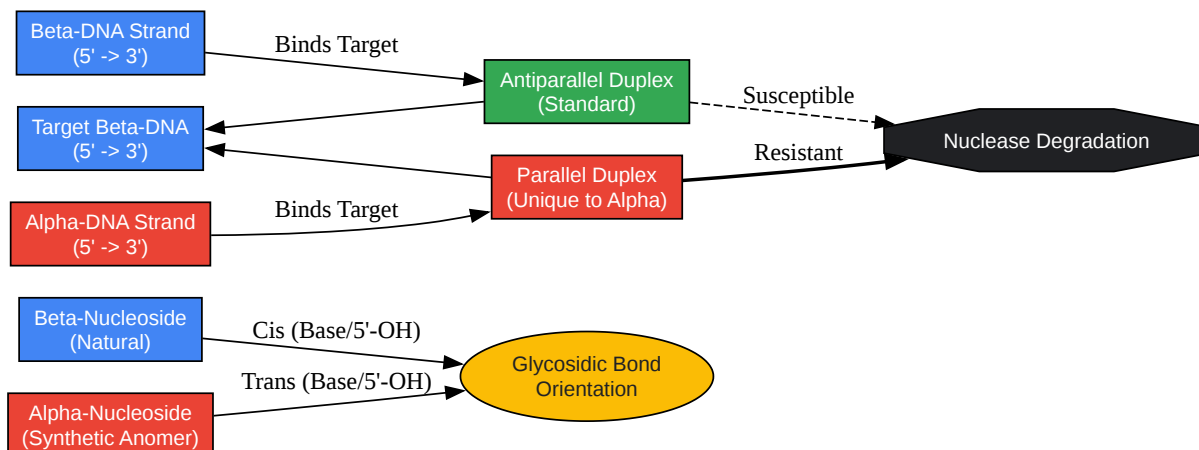 Beta-DNA Strand
(5' -> 3')
Binds Target
Antiparallel Duplex
(Standard)
Susceptible
Target Beta-DNA
(5' -> 3')
Nuclease Degradation
Resistant
Parallel Duplex
(Unique to Alpha)
Alpha-DNA Strand
(5' -> 3')
Binds Target
Beta-Nucleoside
(Natural)
Cis (Base/5'-OH)
Glycosidic Bond
Orientation
Trans (Base/5'-OH)
Alpha-Nucleoside
(Synthetic Anomer)